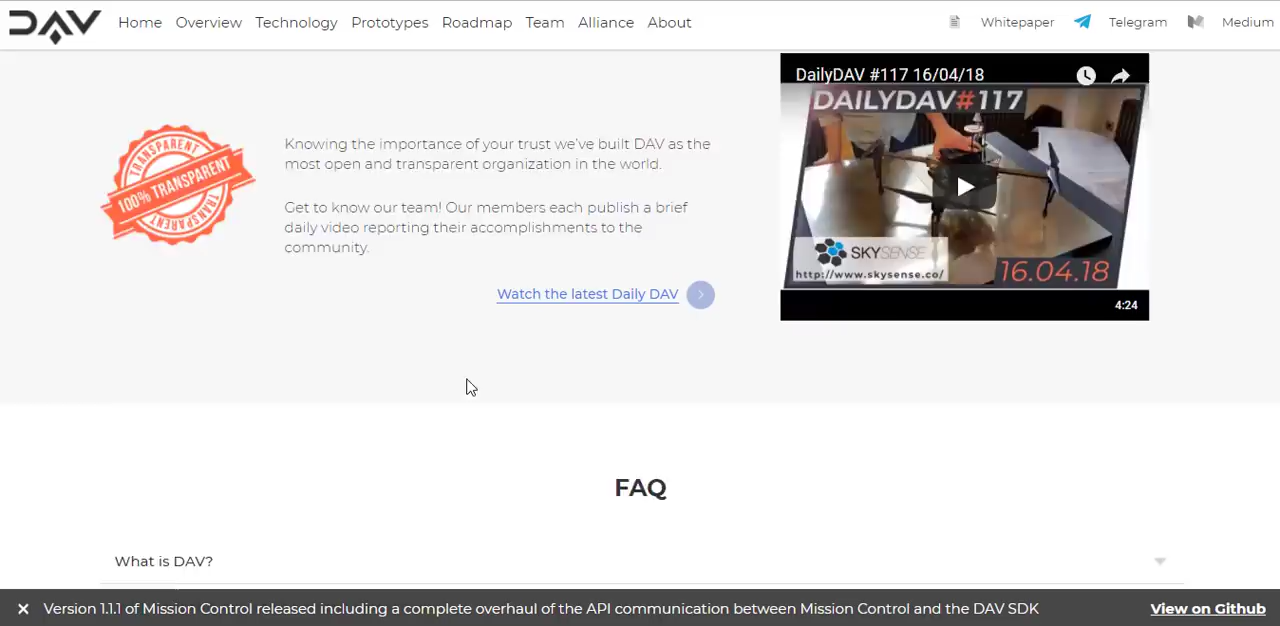 DAV Home Overview Technology Prototypes Roadmap Team Alliance About Whitepaper Telegram Medium
DailyDAV #117 16/04/18
DAILYDAV#117
TRANSPARENT
100% TRANSPARENT
TRANSPARENT
Knowing the importance of your trust we've built DAV as the
most open and transparent organization in the world.
Get to know our team! Our members each publish a brief
daily video reporting their accomplishments to the
community.
Watch the latest Daily DAV
SKYSENSE
http://www.skysense.co/
16.04.18
4:24
FAQ
What is DAV?
Version 1.1.1 of Mission Control released including a complete overhaul of the API communication between Mission Control and the DAV SDK View on Github